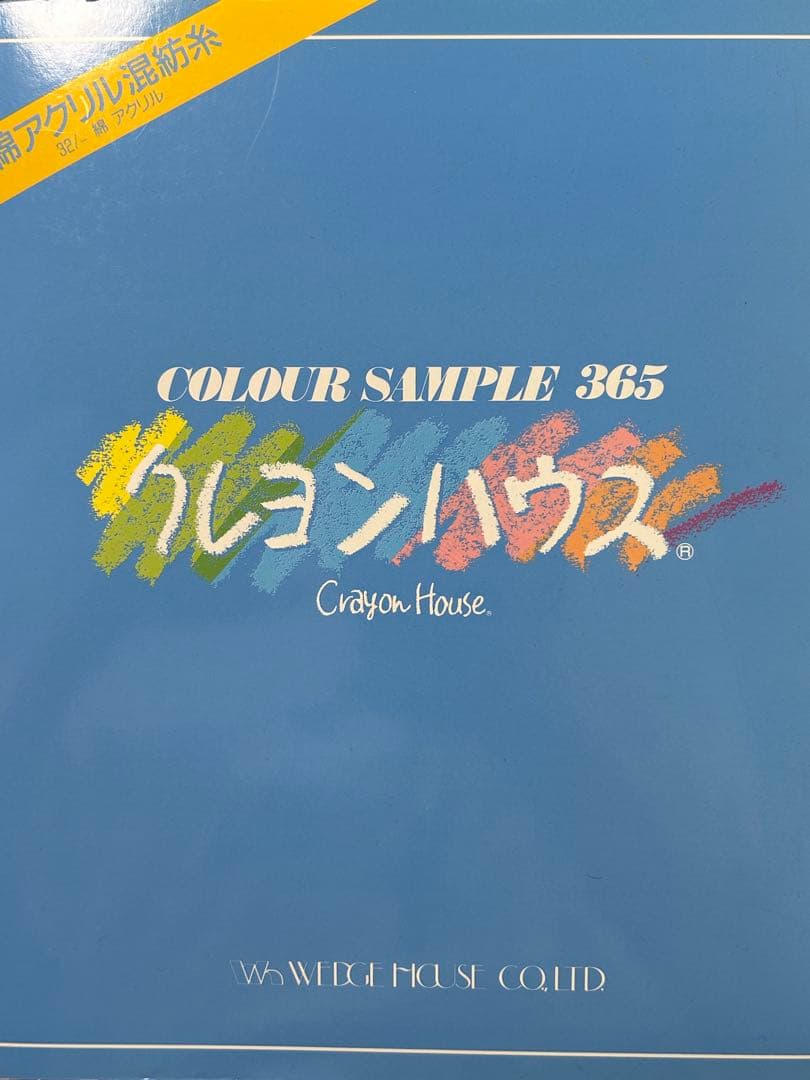 綿アクリル混紡糸
32/- 綿 アクリル
COLOUR SAMPLE 365
クレヨンハウス®
Crayon House®
Wh WEDGE HOUSE CO., LTD.